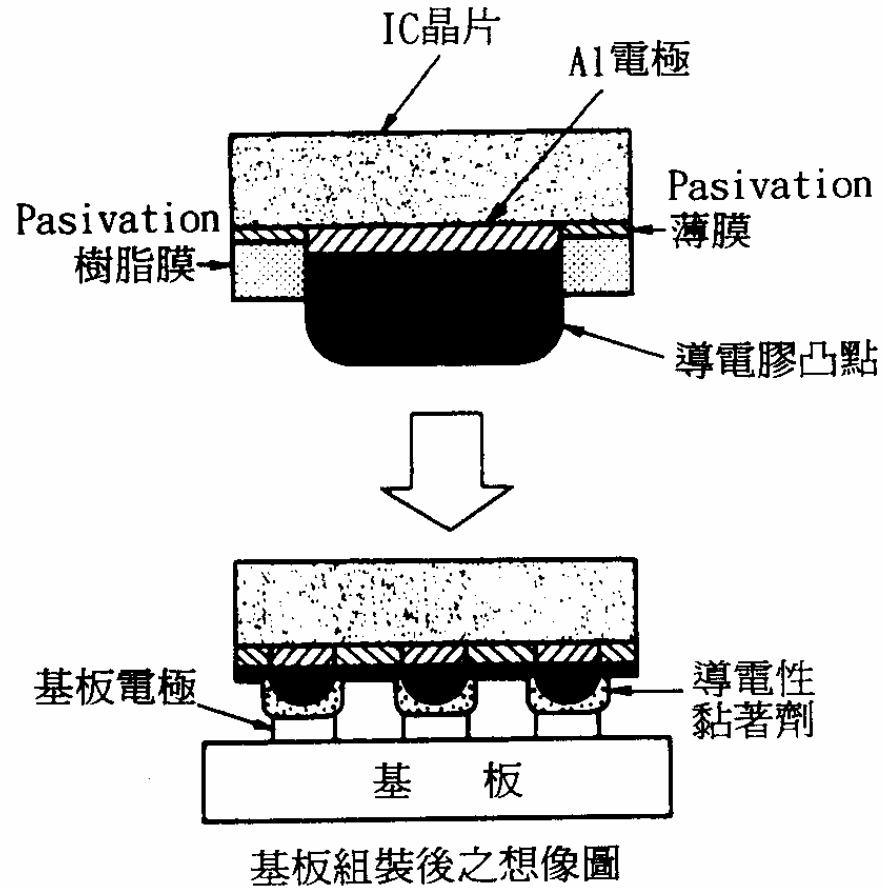 IC晶片
Al電極
Pasivation
薄膜
Pasivation
樹脂膜
導電膠凸點
基板電極
導電性
黏著劑
基 板
基板組裝後之想像圖